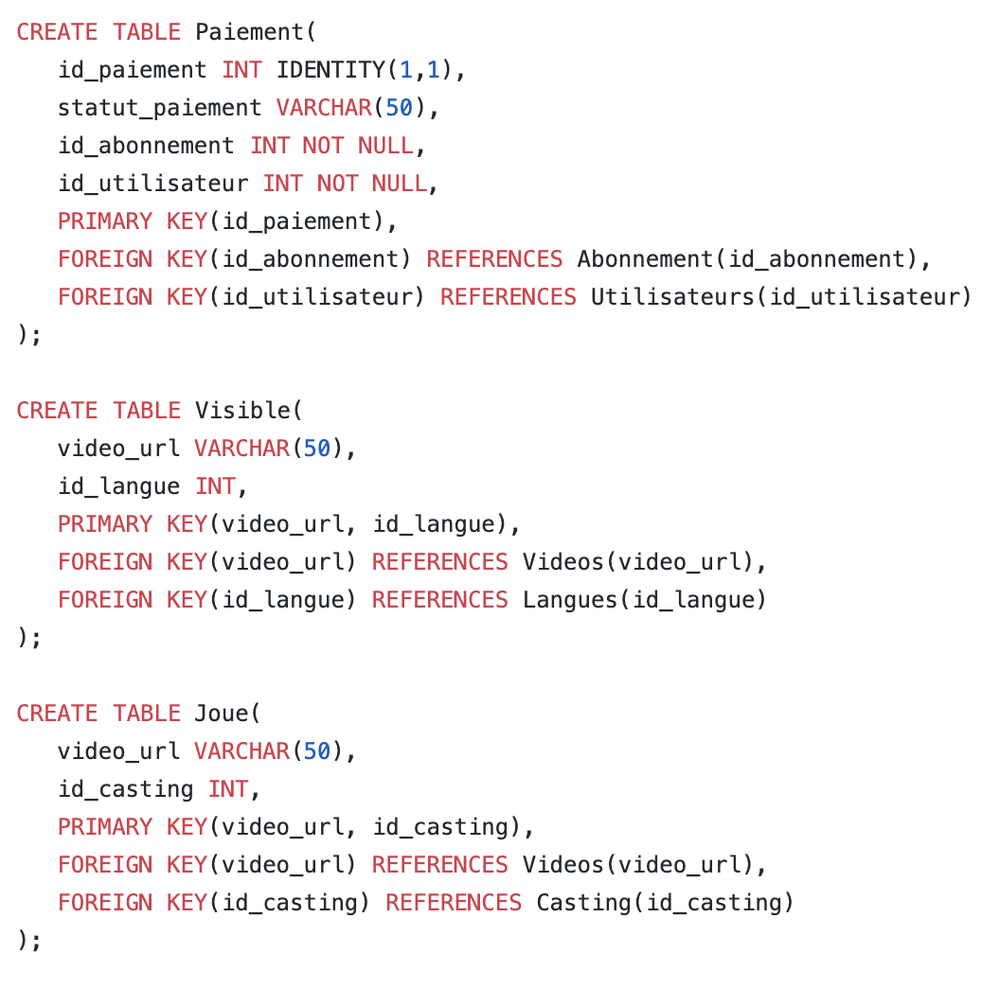 CREATE TABLE Paiement(
   id_paiement INT IDENTITY(1,1),
   statut_paiement VARCHAR(50),
   id_abonnement INT NOT NULL,
   id_utilisateur INT NOT NULL,
   PRIMARY KEY(id_paiement),
   FOREIGN KEY(id_abonnement) REFERENCES Abonnement(id_abonnement),
   FOREIGN KEY(id_utilisateur) REFERENCES Utilisateurs(id_utilisateur)
);

CREATE TABLE Visible(
   video_url VARCHAR(50),
   id_langue INT,
   PRIMARY KEY(video_url, id_langue),
   FOREIGN KEY(video_url) REFERENCES Videos(video_url),
   FOREIGN KEY(id_langue) REFERENCES Langues(id_langue)
);

CREATE TABLE Joue(
   video_url VARCHAR(50),
   id_casting INT,
   PRIMARY KEY(video_url, id_casting),
   FOREIGN KEY(video_url) REFERENCES Videos(video_url),
   FOREIGN KEY(id_casting) REFERENCES Casting(id_casting)
);